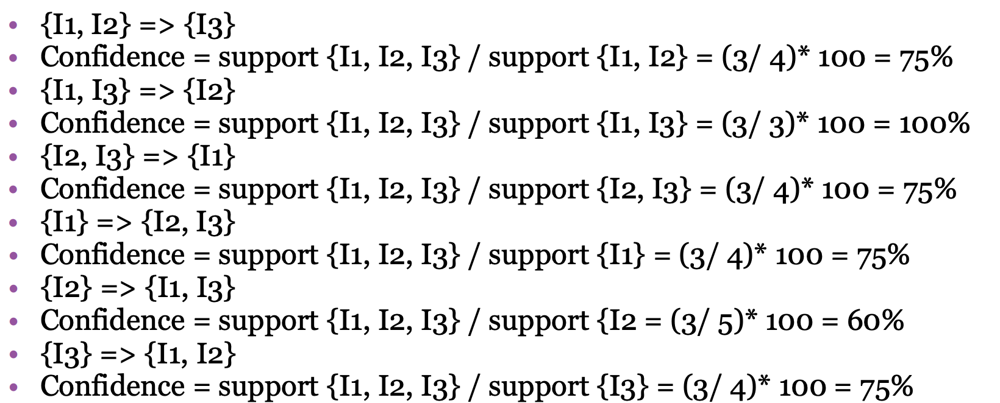 • {I1, I2} => {I3}
• Confidence = support {I1, I2, I3} / support {I1, I2} = (3/ 4)* 100 = 75%
• {I1, I3} => {I2}
• Confidence = support {I1, I2, I3} / support {I1, I3} = (3/ 3)* 100 = 100%
• {I2, I3} => {I1}
• Confidence = support {I1, I2, I3} / support {I2, I3} = (3/ 4)* 100 = 75%
• {I1} => {I2, I3}
• Confidence = support {I1, I2, I3} / support {I1} = (3/ 4)* 100 = 75%
• {I2} => {I1, I3}
• Confidence = support {I1, I2, I3} / support {I2 = (3/ 5)* 100 = 60%
• {I3} => {I1, I2}
• Confidence = support {I1, I2, I3} / support {I3} = (3/ 4)* 100 = 75%